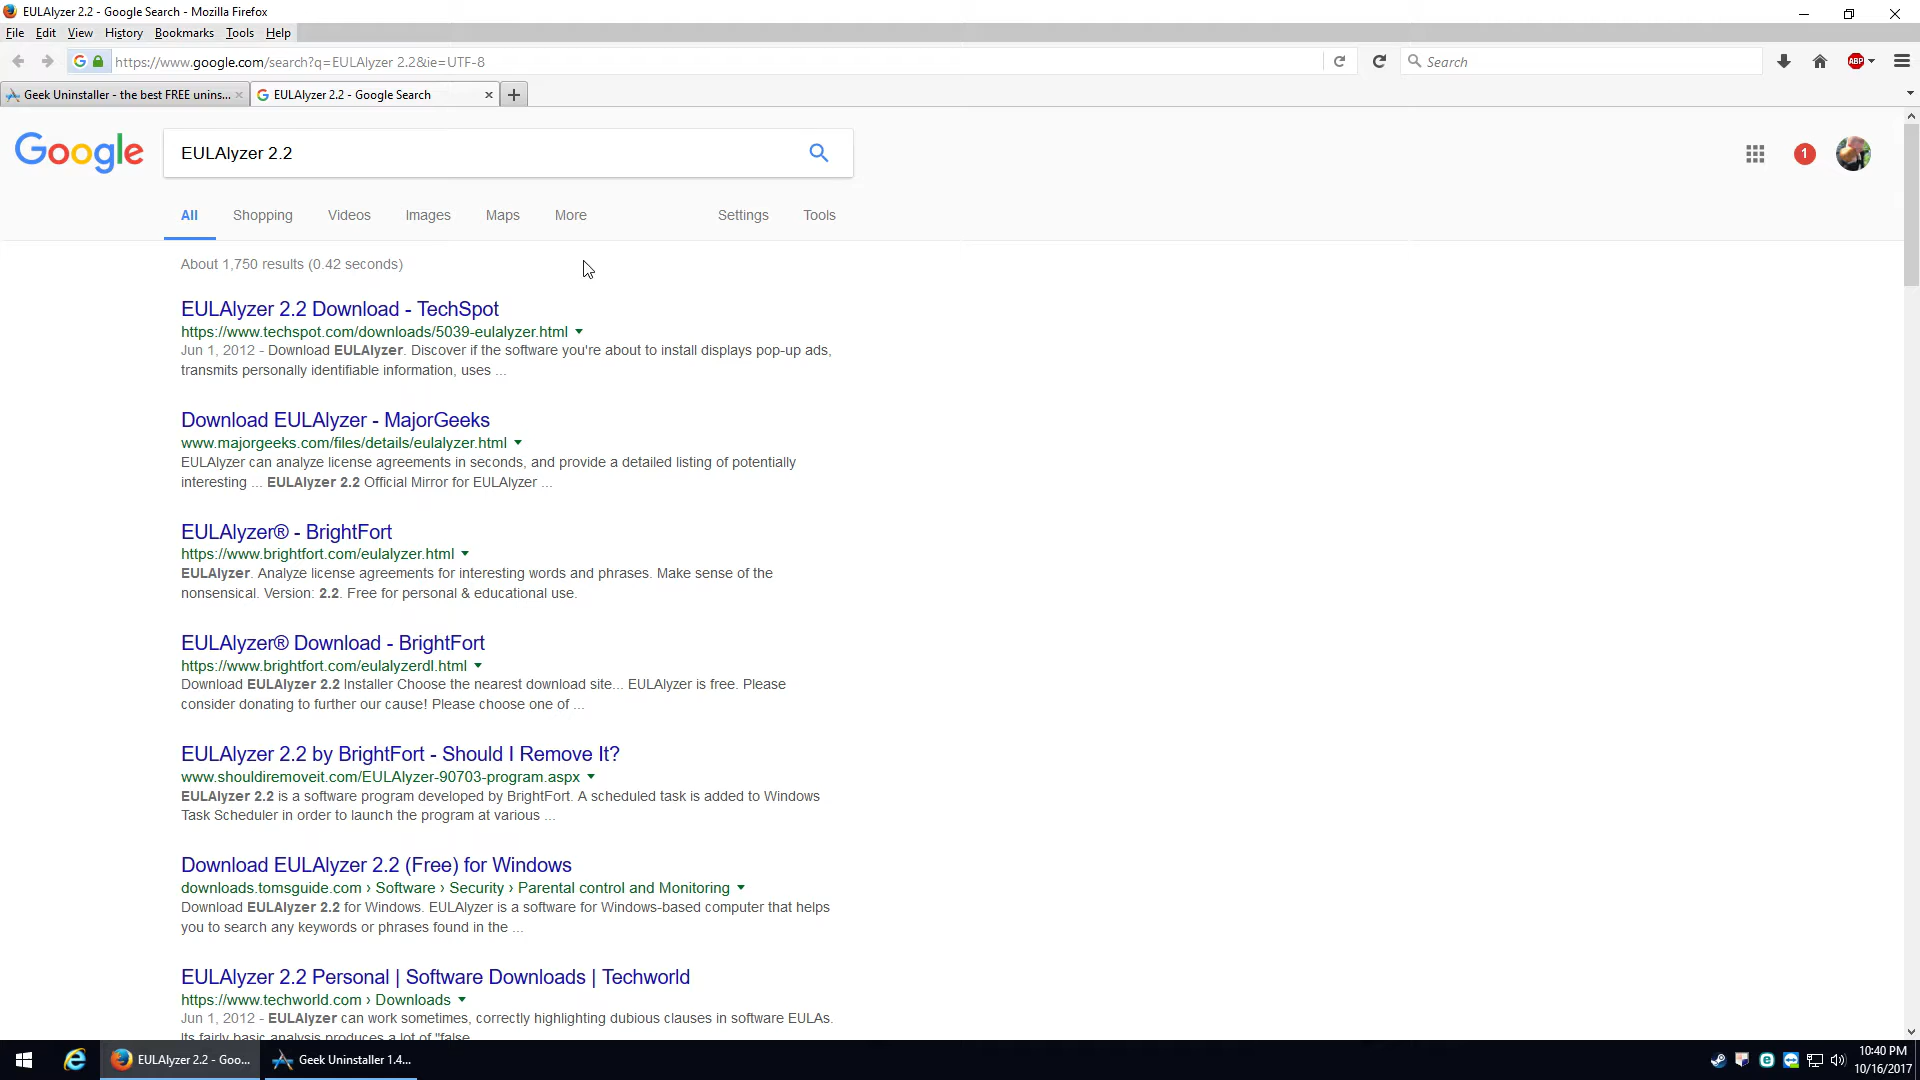 EULAlyzer 2.2 - Google Search - Mozilla Firefox
File Edit View History Bookmarks Tools Help
https://www.google.com/search?q=EULAlyzer 2.2&ie=UTF-8
Search
ABP
Geek Uninstaller - the best FREE unins...
EULAlyzer 2.2 - Google Search
Google
EULAlyzer 2.2
1
All Shopping Videos Images Maps More Settings Tools
About 1,750 results (0.42 seconds)
EULAlyzer 2.2 Download - TechSpot
https://www.techspot.com/downloads/5039-eulalyzer.html
Jun 1, 2012 - Download EULAlyzer. Discover if the software you're about to install displays pop-up ads,
transmits personally identifiable information, uses ...
Download EULAlyzer - MajorGeeks
www.majorgeeks.com/files/details/eulalyzer.html
EULAlyzer can analyze license agreements in seconds, and provide a detailed listing of potentially
interesting ... EULAlyzer 2.2 Official Mirror for EULAlyzer ...
EULAlyzer® - BrightFort
https://www.brightfort.com/eulalyzer.html
EULAlyzer. Analyze license agreements for interesting words and phrases. Make sense of the
nonsensical. Version: 2.2. Free for personal & educational use.
EULAlyzer® Download - BrightFort
https://www.brightfort.com/eulalyzerdl.html
Download EULAlyzer 2.2 Installer Choose the nearest download site... EULAlyzer is free. Please
consider donating to further our cause! Please choose one of ...
EULAlyzer 2.2 by BrightFort - Should I Remove It?
www.shouldiremoveit.com/EULAlyzer-90703-program.aspx
EULAlyzer 2.2 is a software program developed by BrightFort. A scheduled task is added to Windows
Task Scheduler in order to launch the program at various ...
Download EULAlyzer 2.2 (Free) for Windows
downloads.tomsguide.com › Software › Security › Parental control and Monitoring
Download EULAlyzer 2.2 for Windows. EULAlyzer is a software for Windows-based computer that helps
you to search any keywords or phrases found in the ...
EULAlyzer 2.2 Personal | Software Downloads | Techworld
https://www.techworld.com › Downloads
Jun 1, 2012 - EULAlyzer can work sometimes, correctly highlighting dubious clauses in software EULAs.
Its fairly basic analysis produces a lot of "false
EULAlyzer 2.2 - Goo...
Geek Uninstaller 1.4...
10:40 PM
10/16/2017